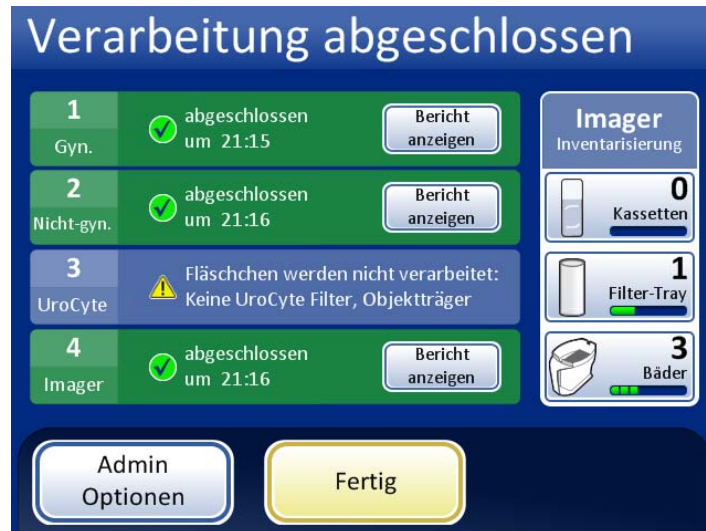 Verarbeitung abgeschlossen
1
Gyn.
abgeschlossen
um 21:15
Bericht
anzeigen
2
Nicht-gyn.
abgeschlossen
um 21:16
Bericht
anzeigen
3
UroCyte
Fläschchen werden nicht verarbeitet:
Keine UroCyte Filter, Objektträger
4
Imager
abgeschlossen
um 21:16
Bericht
anzeigen
Imager
Inventarisierung
0
Kassetten
1
Filter-Tray
3
Bäder
Admin
Optionen
Fertig